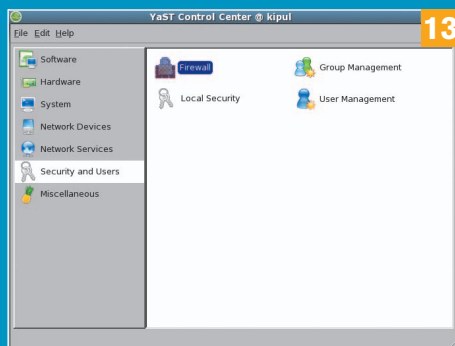 YaST Control Center @ kipul
13
File Edit Help
Software
Hardware
System
Network Devices
Network Services
Security and Users
Miscellaneous
Firewall
Group Management
Local Security
User Management